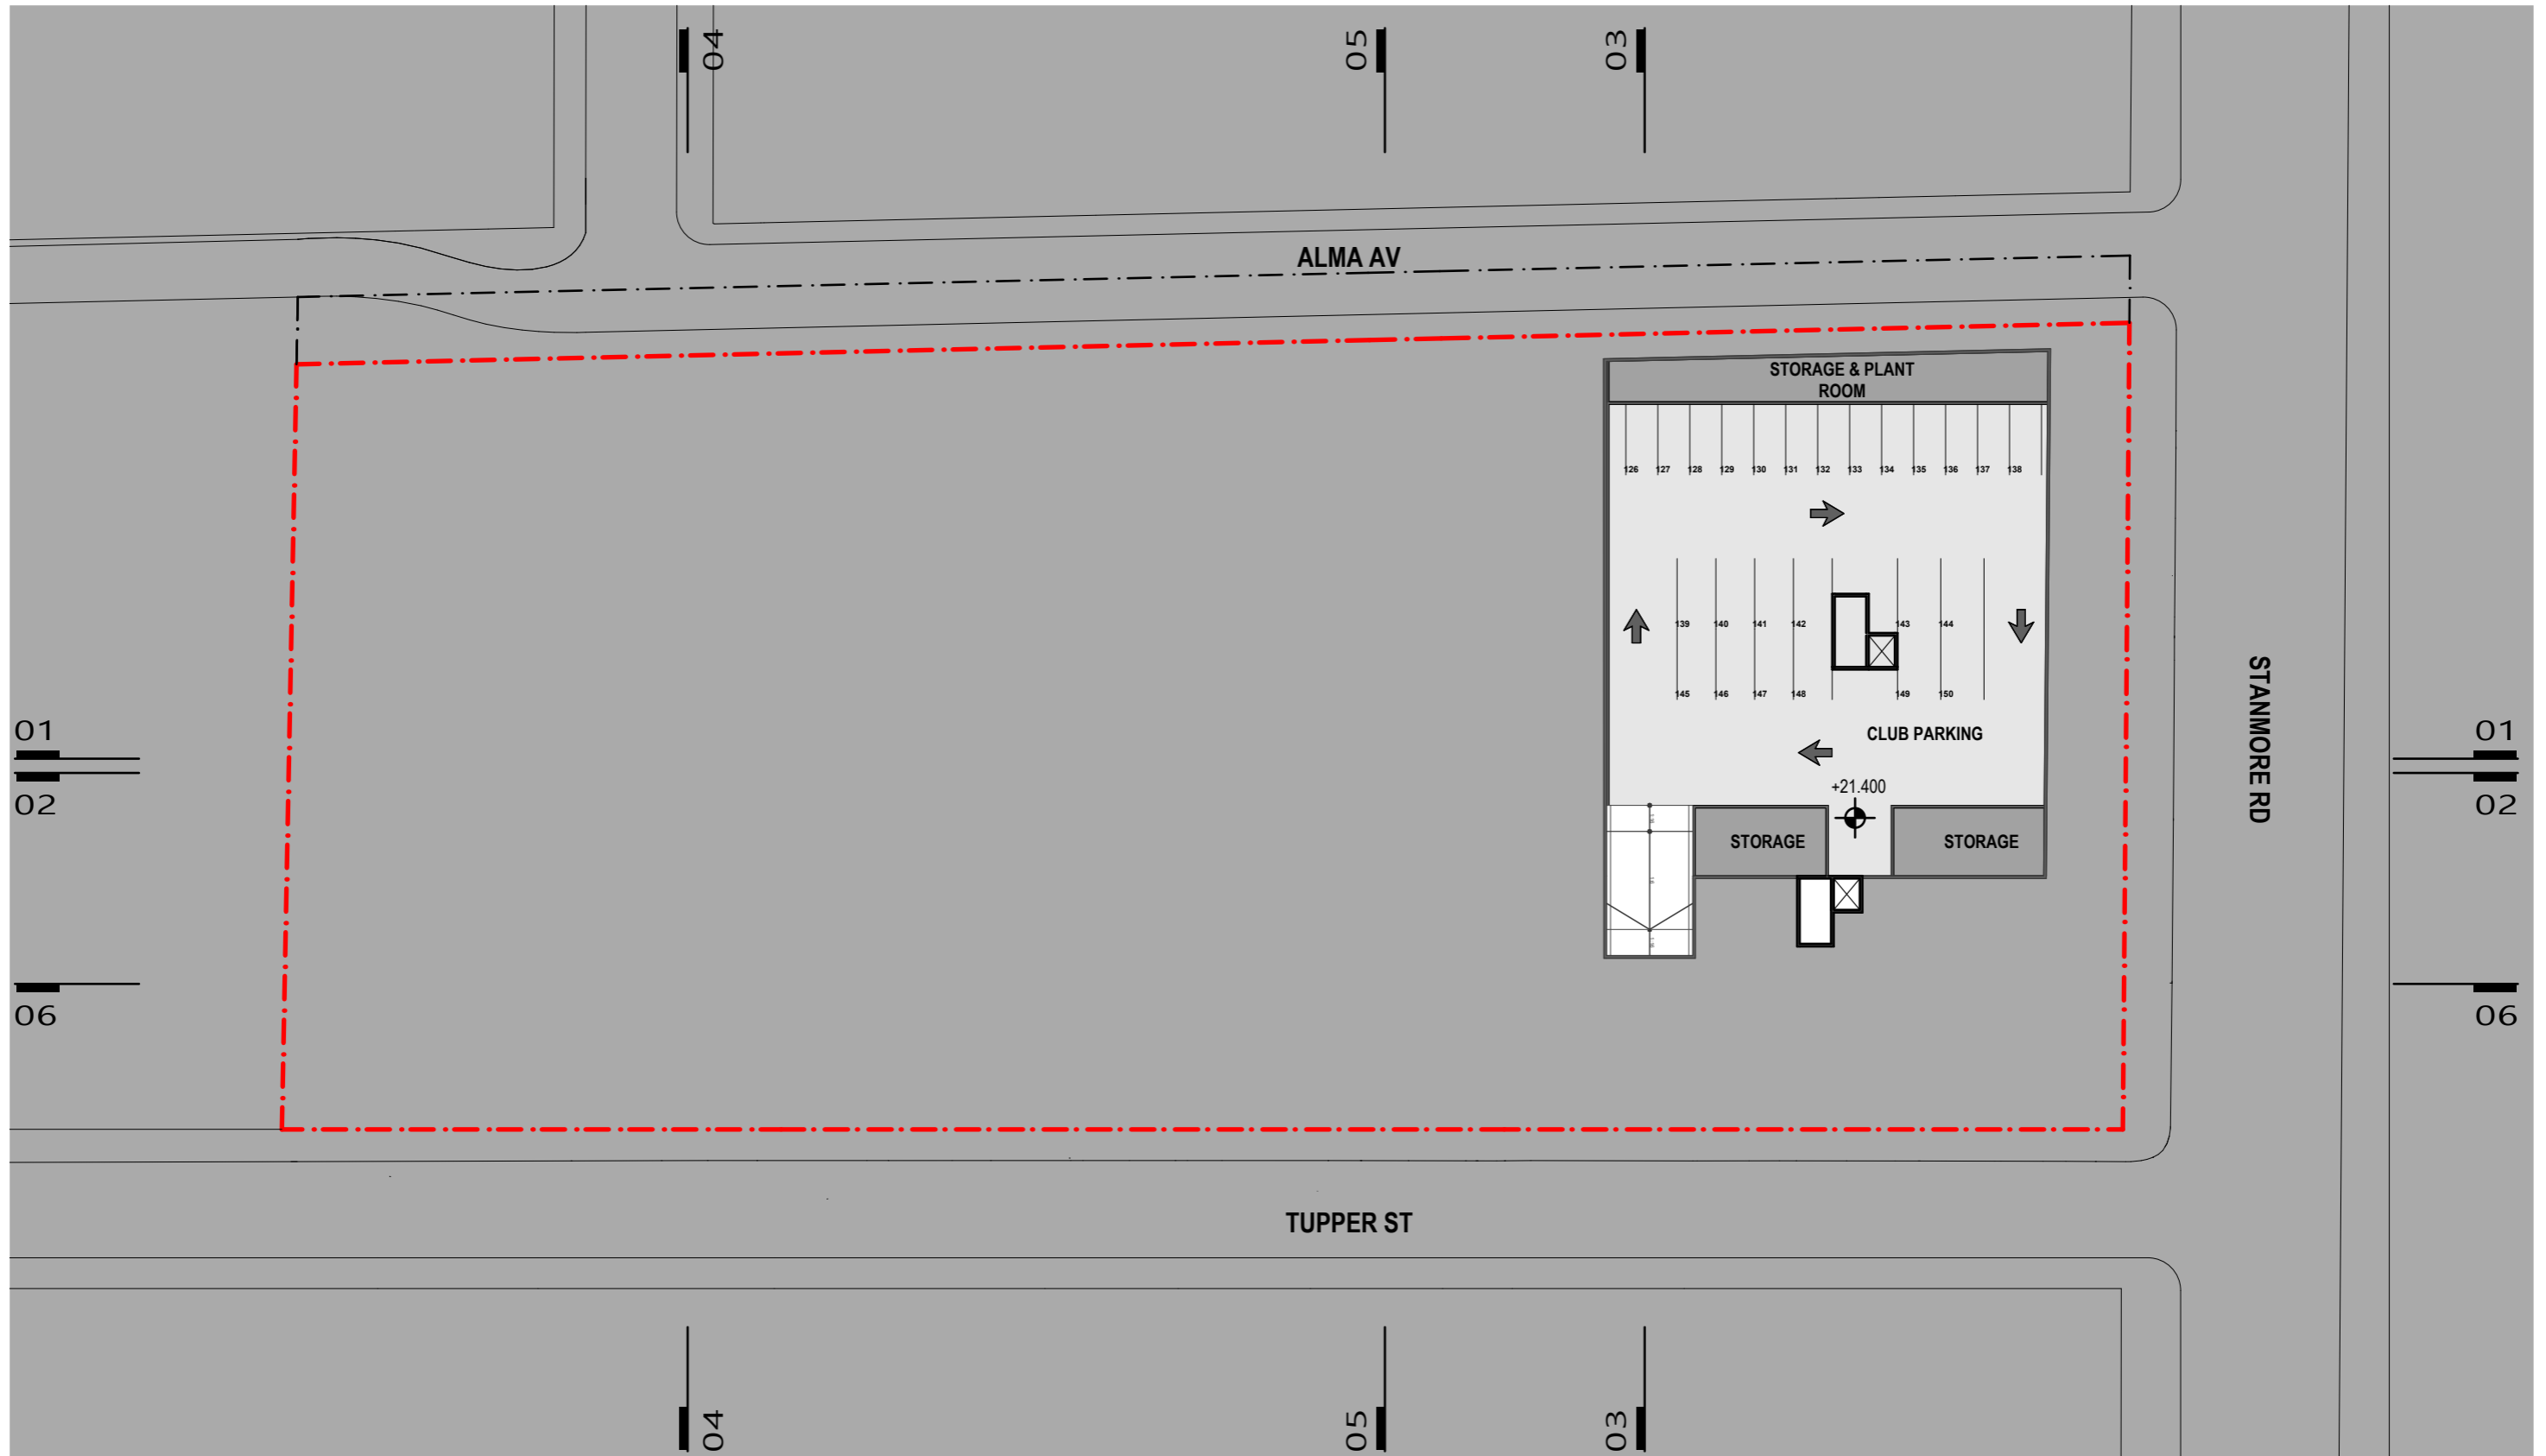 04
05
03
ALMA AV
STORAGE & PLANT
ROOM
126 127 128 129 130 131 132 133 134 135 136 137 138
139 140 141 142 143 144
145 146 147 148 149 150
STANMORE RD
01
01
CLUB PARKING
02
02
+21.400
STORAGE
STORAGE
06
06
TUPPER ST
04
05
03